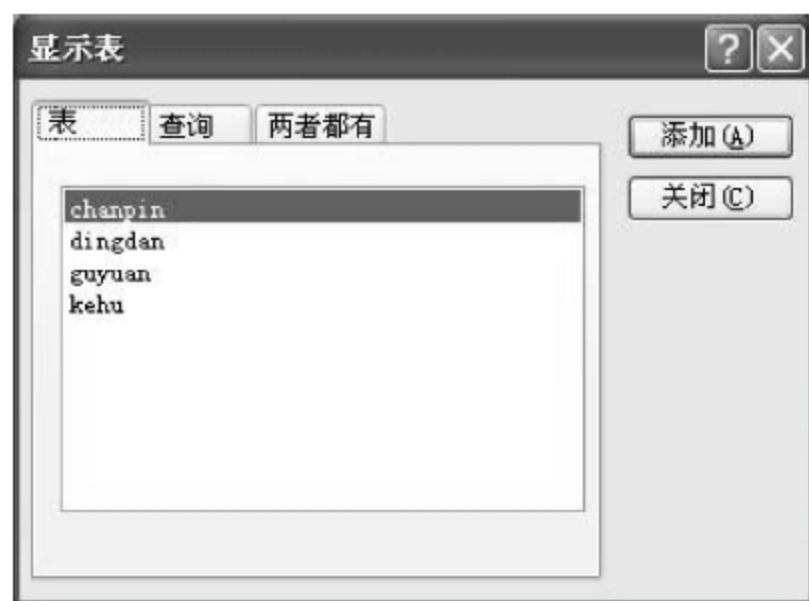 显示表
表 查询 两者都有
添加(A)
关闭(C)
chanpin
dingdan
guyuan
kehu